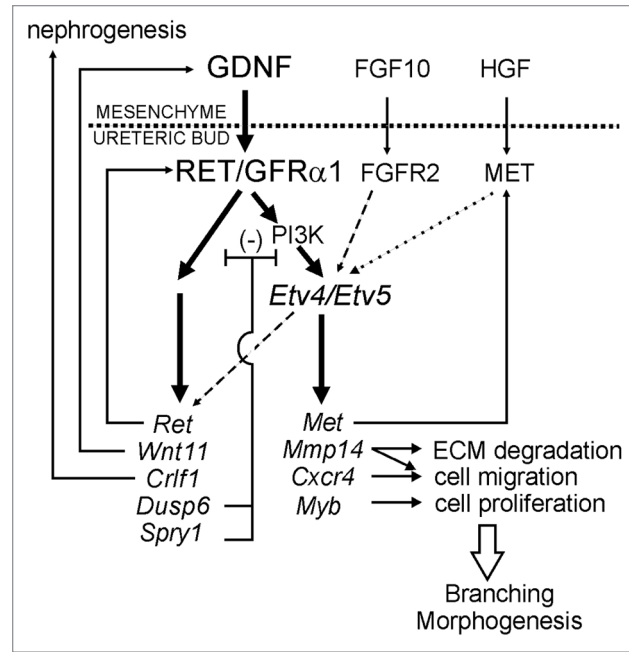 nephrogenesis
GDNF FGF10 HGF
MESENCHYME
URETERIC BUD
RET/GFRα1 FGFR2 MET
(-) PI3K
Etv4/Etv5
Ret Met
Wnt11 Mmp14 ECM degradation
Crlf1 Cxcr4 cell migration
Dusp6 Myb cell proliferation
Spry1
Branching
Morphogenesis